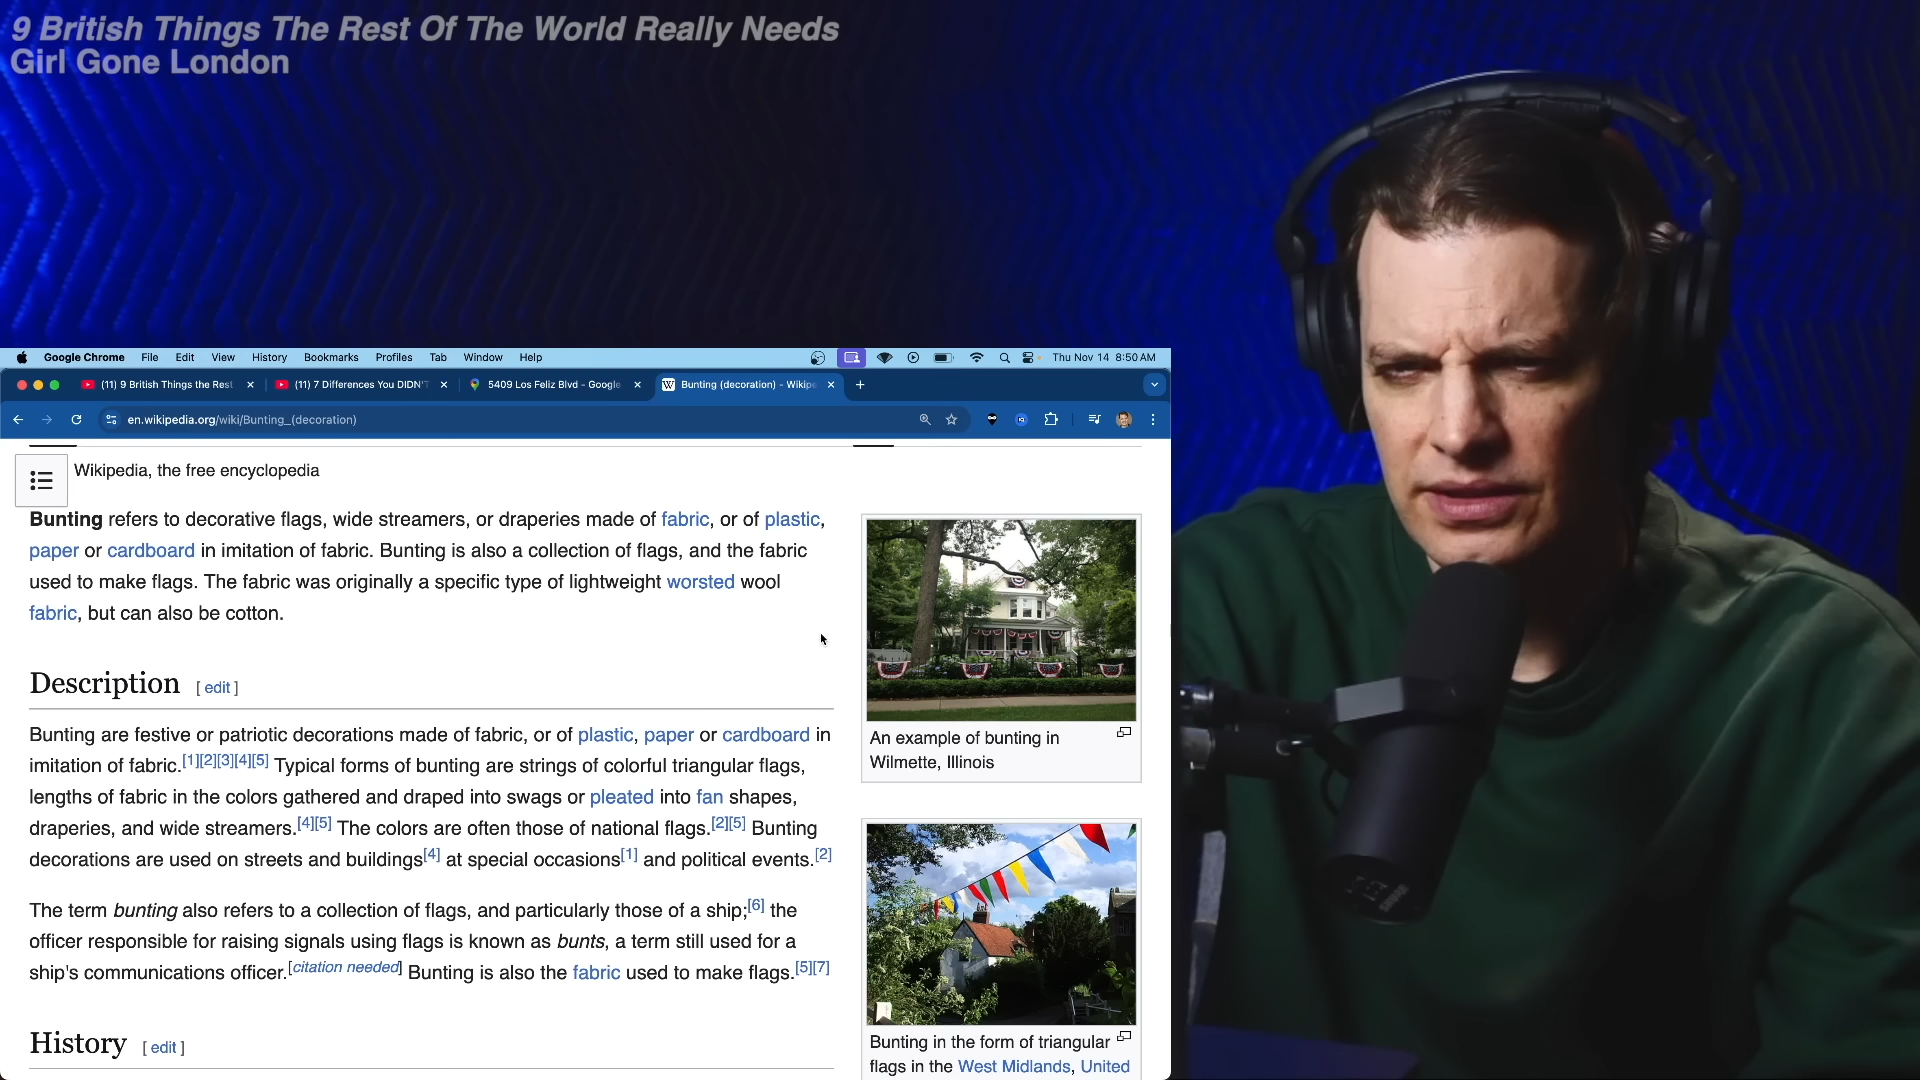 9 British Things The Rest Of The World Really Needs
Girl Gone London
Google Chrome File Edit View History Bookmarks Profiles Tab Window Help
Thu Nov 14 8:50 AM
(11) 9 British Things the Rest
(11) 7 Differences You DIDN'T
5409 Los Feliz Blvd - Google
Bunting (decoration) - Wikipe
en.wikipedia.org/wiki/Bunting_(decoration)
Wikipedia, the free encyclopedia
Bunting refers to decorative flags, wide streamers, or draperies made of fabric, or of plastic,
paper or cardboard in imitation of fabric. Bunting is also a collection of flags, and the fabric
used to make flags. The fabric was originally a specific type of lightweight worsted wool
fabric, but can also be cotton.
Description [ edit ]
Bunting are festive or patriotic decorations made of fabric, or of plastic, paper or cardboard in
imitation of fabric.[1][2][3][4][5] Typical forms of bunting are strings of colorful triangular flags,
lengths of fabric in the colors gathered and draped into swags or pleated into fan shapes,
draperies, and wide streamers.[4][5] The colors are often those of national flags.[2][5] Bunting
decorations are used on streets and buildings[4] at special occasions[1] and political events.[2]
The term bunting also refers to a collection of flags, and particularly those of a ship;[6] the
officer responsible for raising signals using flags is known as bunts, a term still used for a
ship's communications officer.[citation needed] Bunting is also the fabric used to make flags.[5][7]
History [ edit ]
An example of bunting in
Wilmette, Illinois
Bunting in the form of triangular
flags in the West Midlands, United